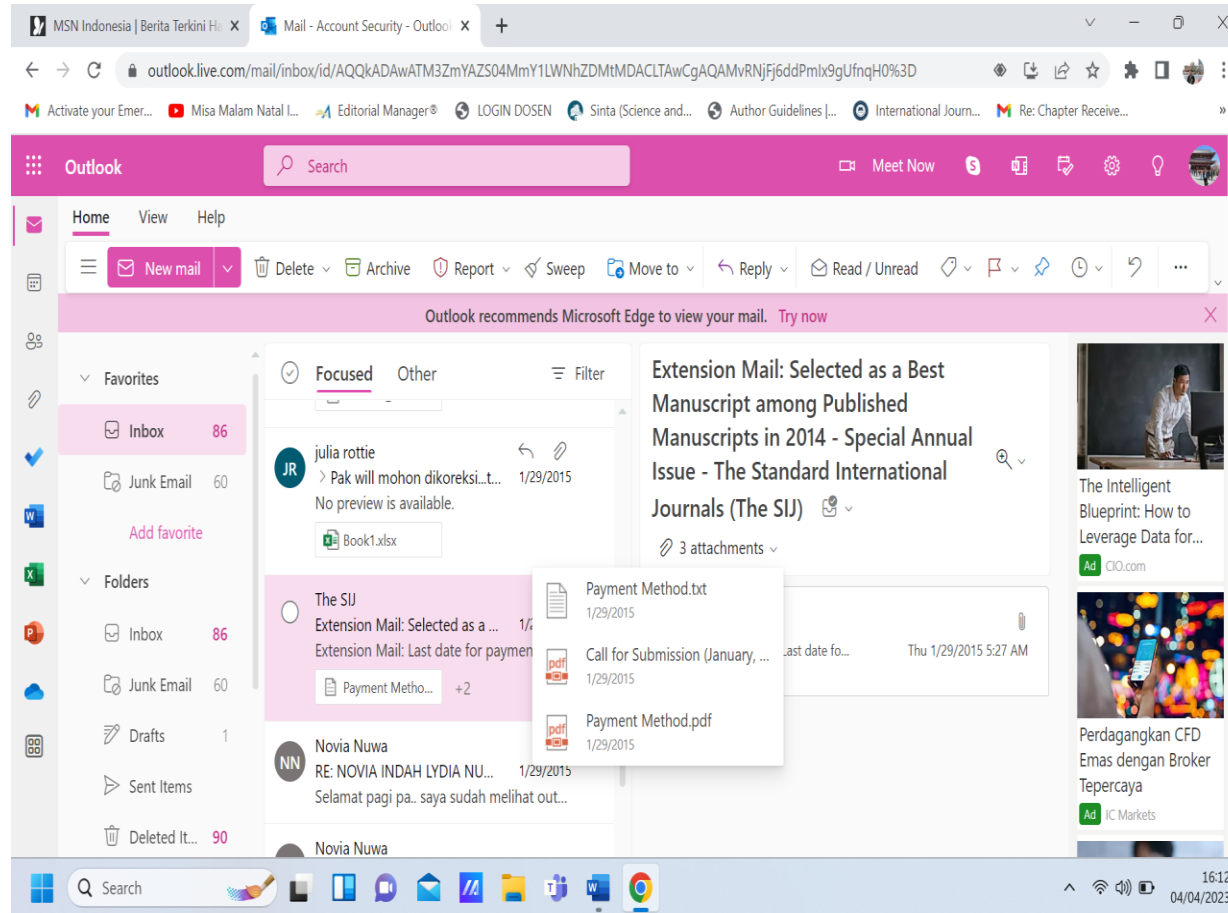 MSN Indonesia | Berita Terkini Ha
Mail - Account Security - Outlook
outlook.live.com/mail/inbox/id/AQQkADAwATM3ZmYAZS04MmY1LWNhZDMtMDACLTAwCgAQAMvRNjFj6ddPmIx9gUfnqH0%3D
Activate your Emer...
Misa Malam Natal I...
Editorial Manager®
LOGIN DOSEN
Sinta (Science and...
Author Guidelines |...
International Journ...
Re: Chapter Receive...
Outlook
Search
Meet Now
Home View Help
New mail
Delete
Archive
Report
Sweep
Move to
Reply
Read / Unread
Outlook recommends Microsoft Edge to view your mail. Try now
Favorites
Inbox 86
Junk Email 60
Add favorite
Folders
Inbox 86
Junk Email 60
Drafts 1
Sent Items
Deleted It... 90
Focused Other Filter
JR
julia rottie
Pak will mohon dikoreksi...t... 1/29/2015
No preview is available.
Book1.xlsx
The SIJ
Extension Mail: Selected as a ...
Extension Mail: Last date for paymen
Payment Metho... +2
NN
Novia Nuwa
RE: NOVIA INDAH LYDIA NU... 1/29/2015
Selamat pagi pa.. saya sudah melihat out...
Novia Nuwa
Extension Mail: Selected as a Best
Manuscript among Published
Manuscripts in 2014 - Special Annual
Issue - The Standard International
Journals (The SIJ)
3 attachments
Payment Method.txt
1/29/2015
Call for Submission (January, ...
1/29/2015
Payment Method.pdf
1/29/2015
Last date fo... Thu 1/29/2015 5:27 AM
The Intelligent
Blueprint: How to
Leverage Data for...
Ad CIO.com
Perdagangkan CFD
Emas dengan Broker
Tepercaya
Ad IC Markets
Search
16:12
04/04/2023